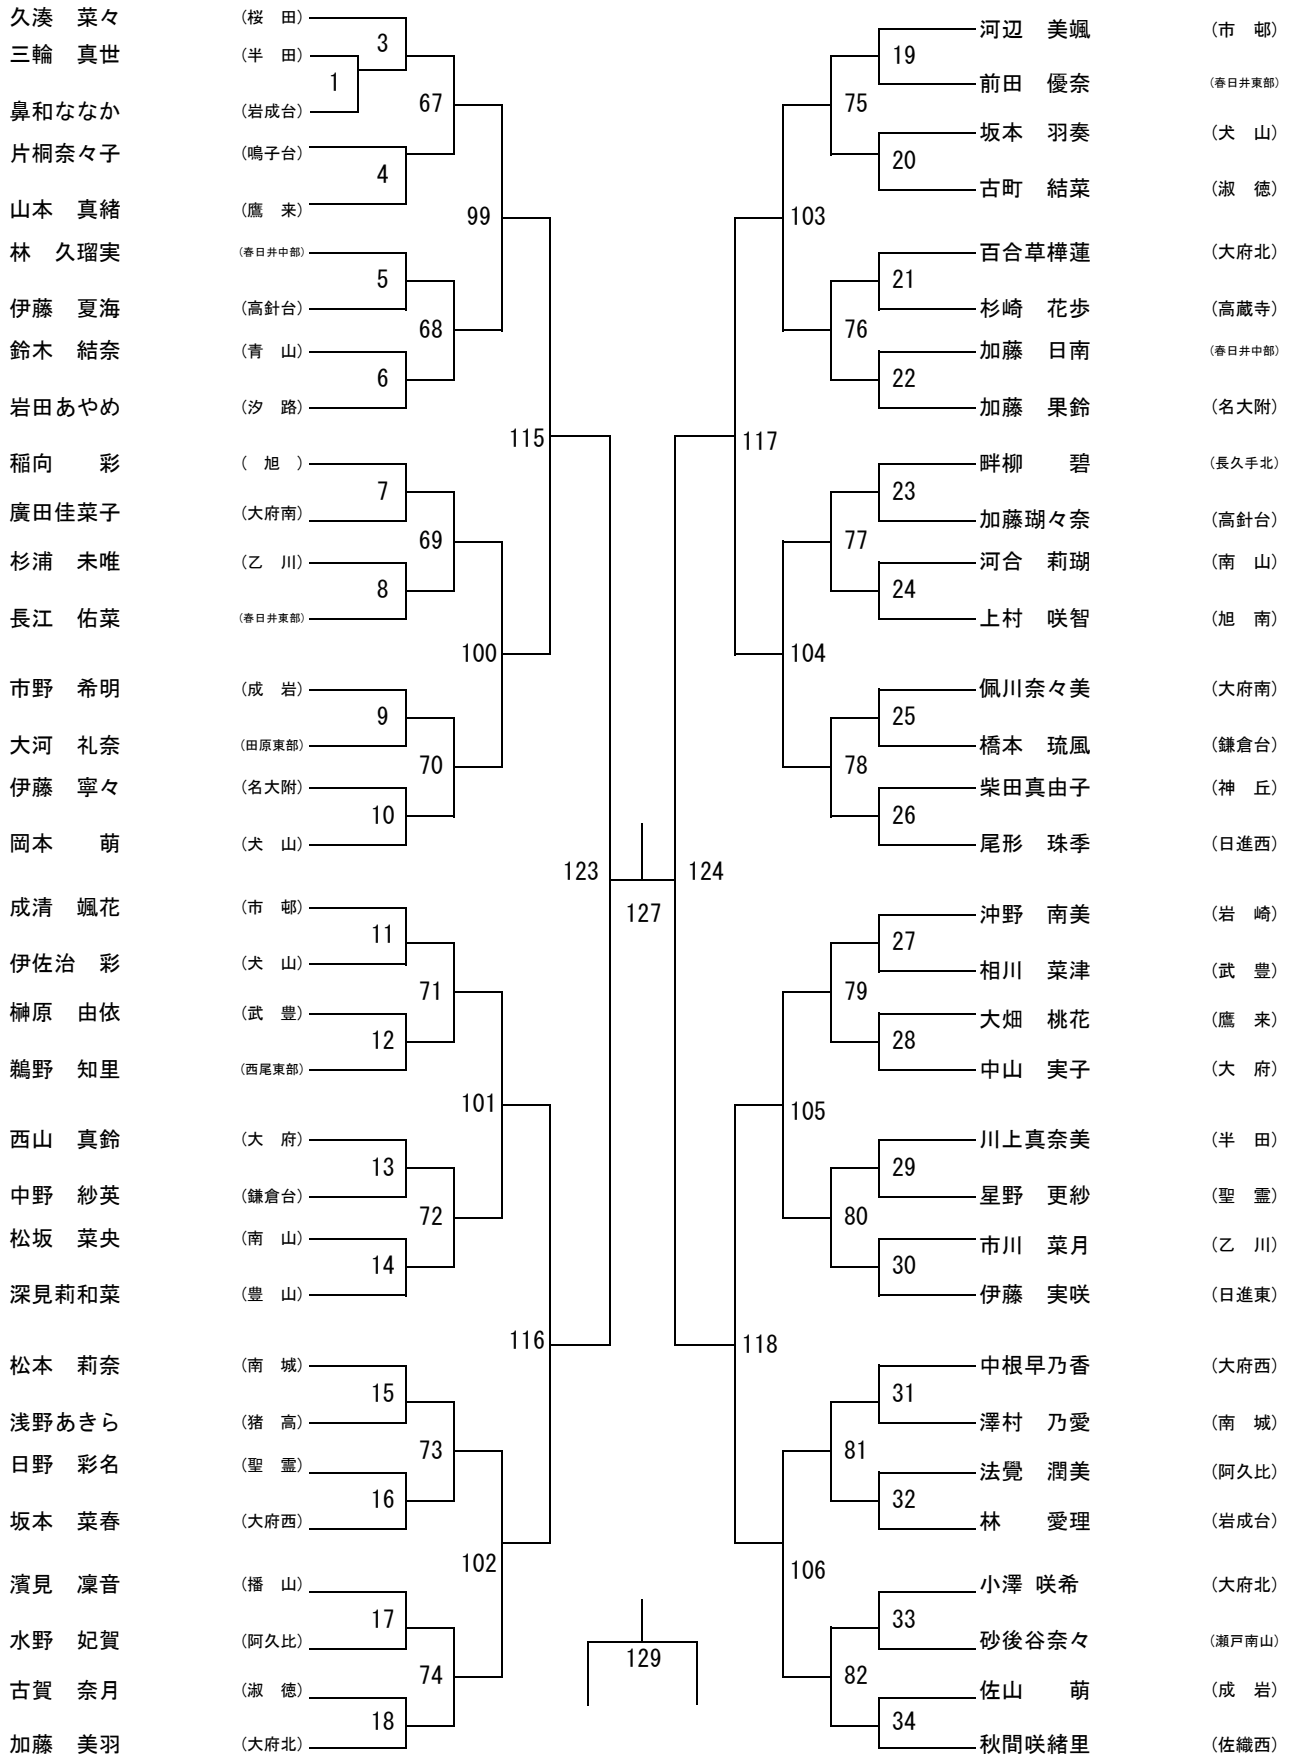 久湊　菜々　(桜　田)
3
三輪　真世　(半　田)
1
鼻和ななか　(岩成台)
67
片桐奈々子　(鳴子台)
4
山本　真緒　(鷹　来)
99
林　久瑠実　(春日井中部)
5
伊藤　夏海　(高針台)
68
鈴木　結奈　(青　山)
6
岩田あやめ　(汐　路)
115
稲向　　彩　(　旭　)
7
廣田佳菜子　(大府南)
69
杉浦　未唯　(乙　川)
8
長江　佑菜　(春日井東部)
100
市野　希明　(成　岩)
9
大河　礼奈　(田原東部)
70
伊藤　寧々　(名大附)
10
岡本　　萌　(犬　山)
123
成清　颯花　(市　邨)
11
伊佐治　彩　(犬　山)
71
榊原　由依　(武　豊)
12
鵜野　知里　(西尾東部)
101
西山　真鈴　(大　府)
13
中野　紗英　(鎌倉台)
72
松坂　菜央　(南　山)
14
深見莉和菜　(豊　山)
116
松本　莉奈　(南　城)
15
浅野あきら　(猪　高)
73
日野　彩名　(聖　霊)
16
坂本　菜春　(大府西)
102
濱見　凜音　(播　山)
17
水野　妃賀　(阿久比)
74
古賀　奈月　(淑　徳)
18
加藤　美羽　(大府北)
127
129
河辺　美颯　(市　邨)
19
前田　優奈　(春日井東部)
75
坂本　羽奏　(犬　山)
20
古町　結菜　(淑　徳)
103
百合草樺蓮　(大府北)
21
杉崎　花歩　(高蔵寺)
76
加藤　日南　(春日井中部)
22
加藤　果鈴　(名大附)
117
畔柳　　碧　(長久手北)
23
加藤瑚々奈　(高針台)
77
河合　莉瑚　(南　山)
24
上村　咲智　(旭　南)
104
佩川奈々美　(大府南)
25
橋本　琉風　(鎌倉台)
78
柴田真由子　(神　丘)
26
尾形　珠季　(日進西)
124
沖野　南美　(岩　崎)
27
相川　菜津　(武　豊)
79
大畑　桃花　(鷹　来)
28
中山　実子　(大　府)
105
川上真奈美　(半　田)
29
星野　更紗　(聖　霊)
80
市川　菜月　(乙　川)
30
伊藤　実咲　(日進東)
118
中根早乃香　(大府西)
31
澤村　乃愛　(南　城)
81
法覺　潤美　(阿久比)
32
林　　愛理　(岩成台)
106
小澤 咲希　(大府北)
33
砂後谷奈々　(瀬戸南山)
82
佐山　　萌　(成　岩)
34
秋間咲緒里　(佐織西)